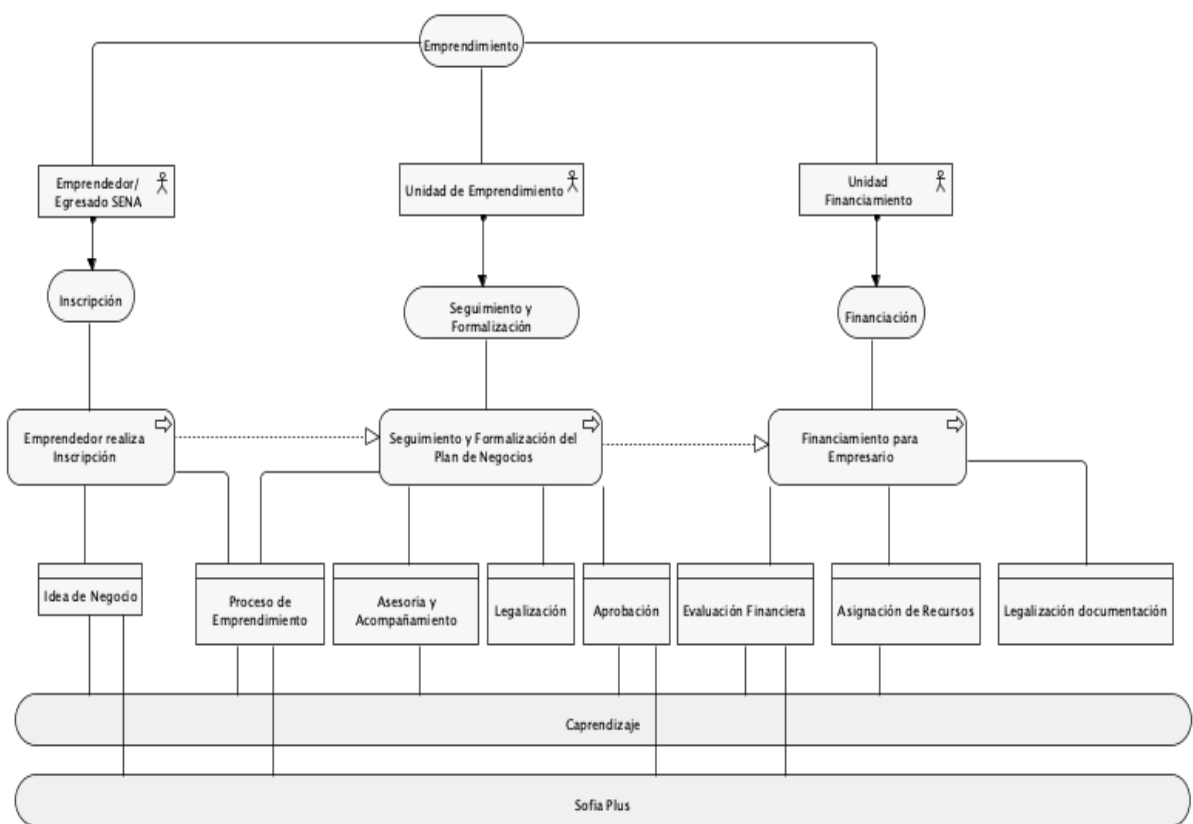 Emprendimiento
Emprendedor/
Egresado SENA
Unidad de Emprendimiento
Unidad
Financiamiento
Inscripción
Seguimiento y
Formalización
Financiación
Emprendedor realiza
Inscripción
Seguimiento y Formalización del
Plan de Negocios
Financiamiento para
Empresario
Idea de Negocio
Proceso de
Emprendimiento
Asesoria y
Acompañamiento
Legalización
Aprobación
Evaluación Financiera
Asignación de Recursos
Legalización documentación
Caprendizaje
Sofia Plus